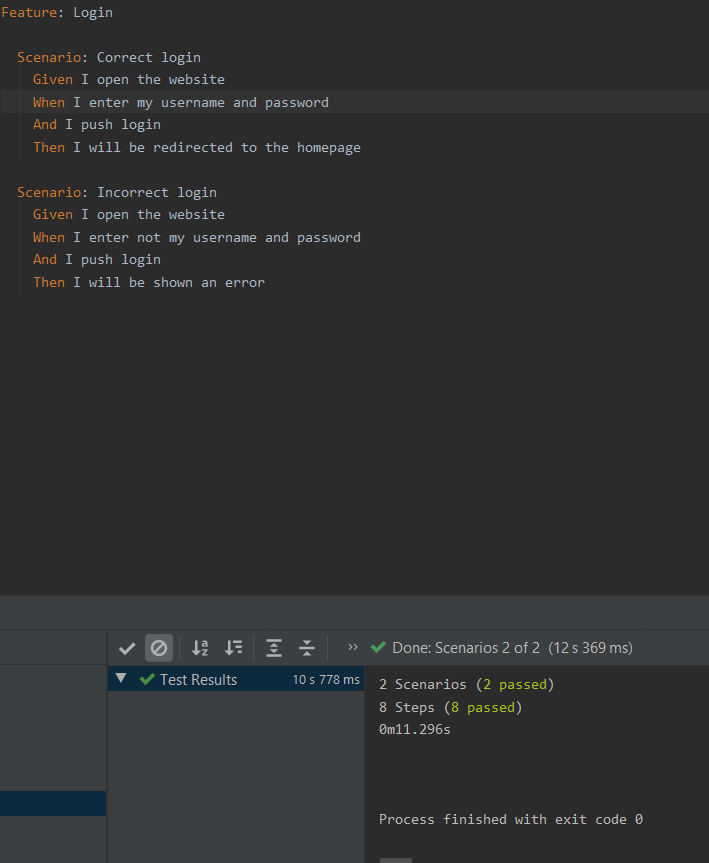 Feature: Login
Scenario: Correct login
Given I open the website
When I enter my username and password
And I push login
Then I will be redirected to the homepage
Scenario: Incorrect login
Given I open the website
When I enter not my username and password
And I push login
Then I will be shown an error
Done: Scenarios 2 of 2 (12 s 369 ms)
Test Results 10 s 778 ms
2 Scenarios (2 passed)
8 Steps (8 passed)
0m11.296s
Process finished with exit code 0